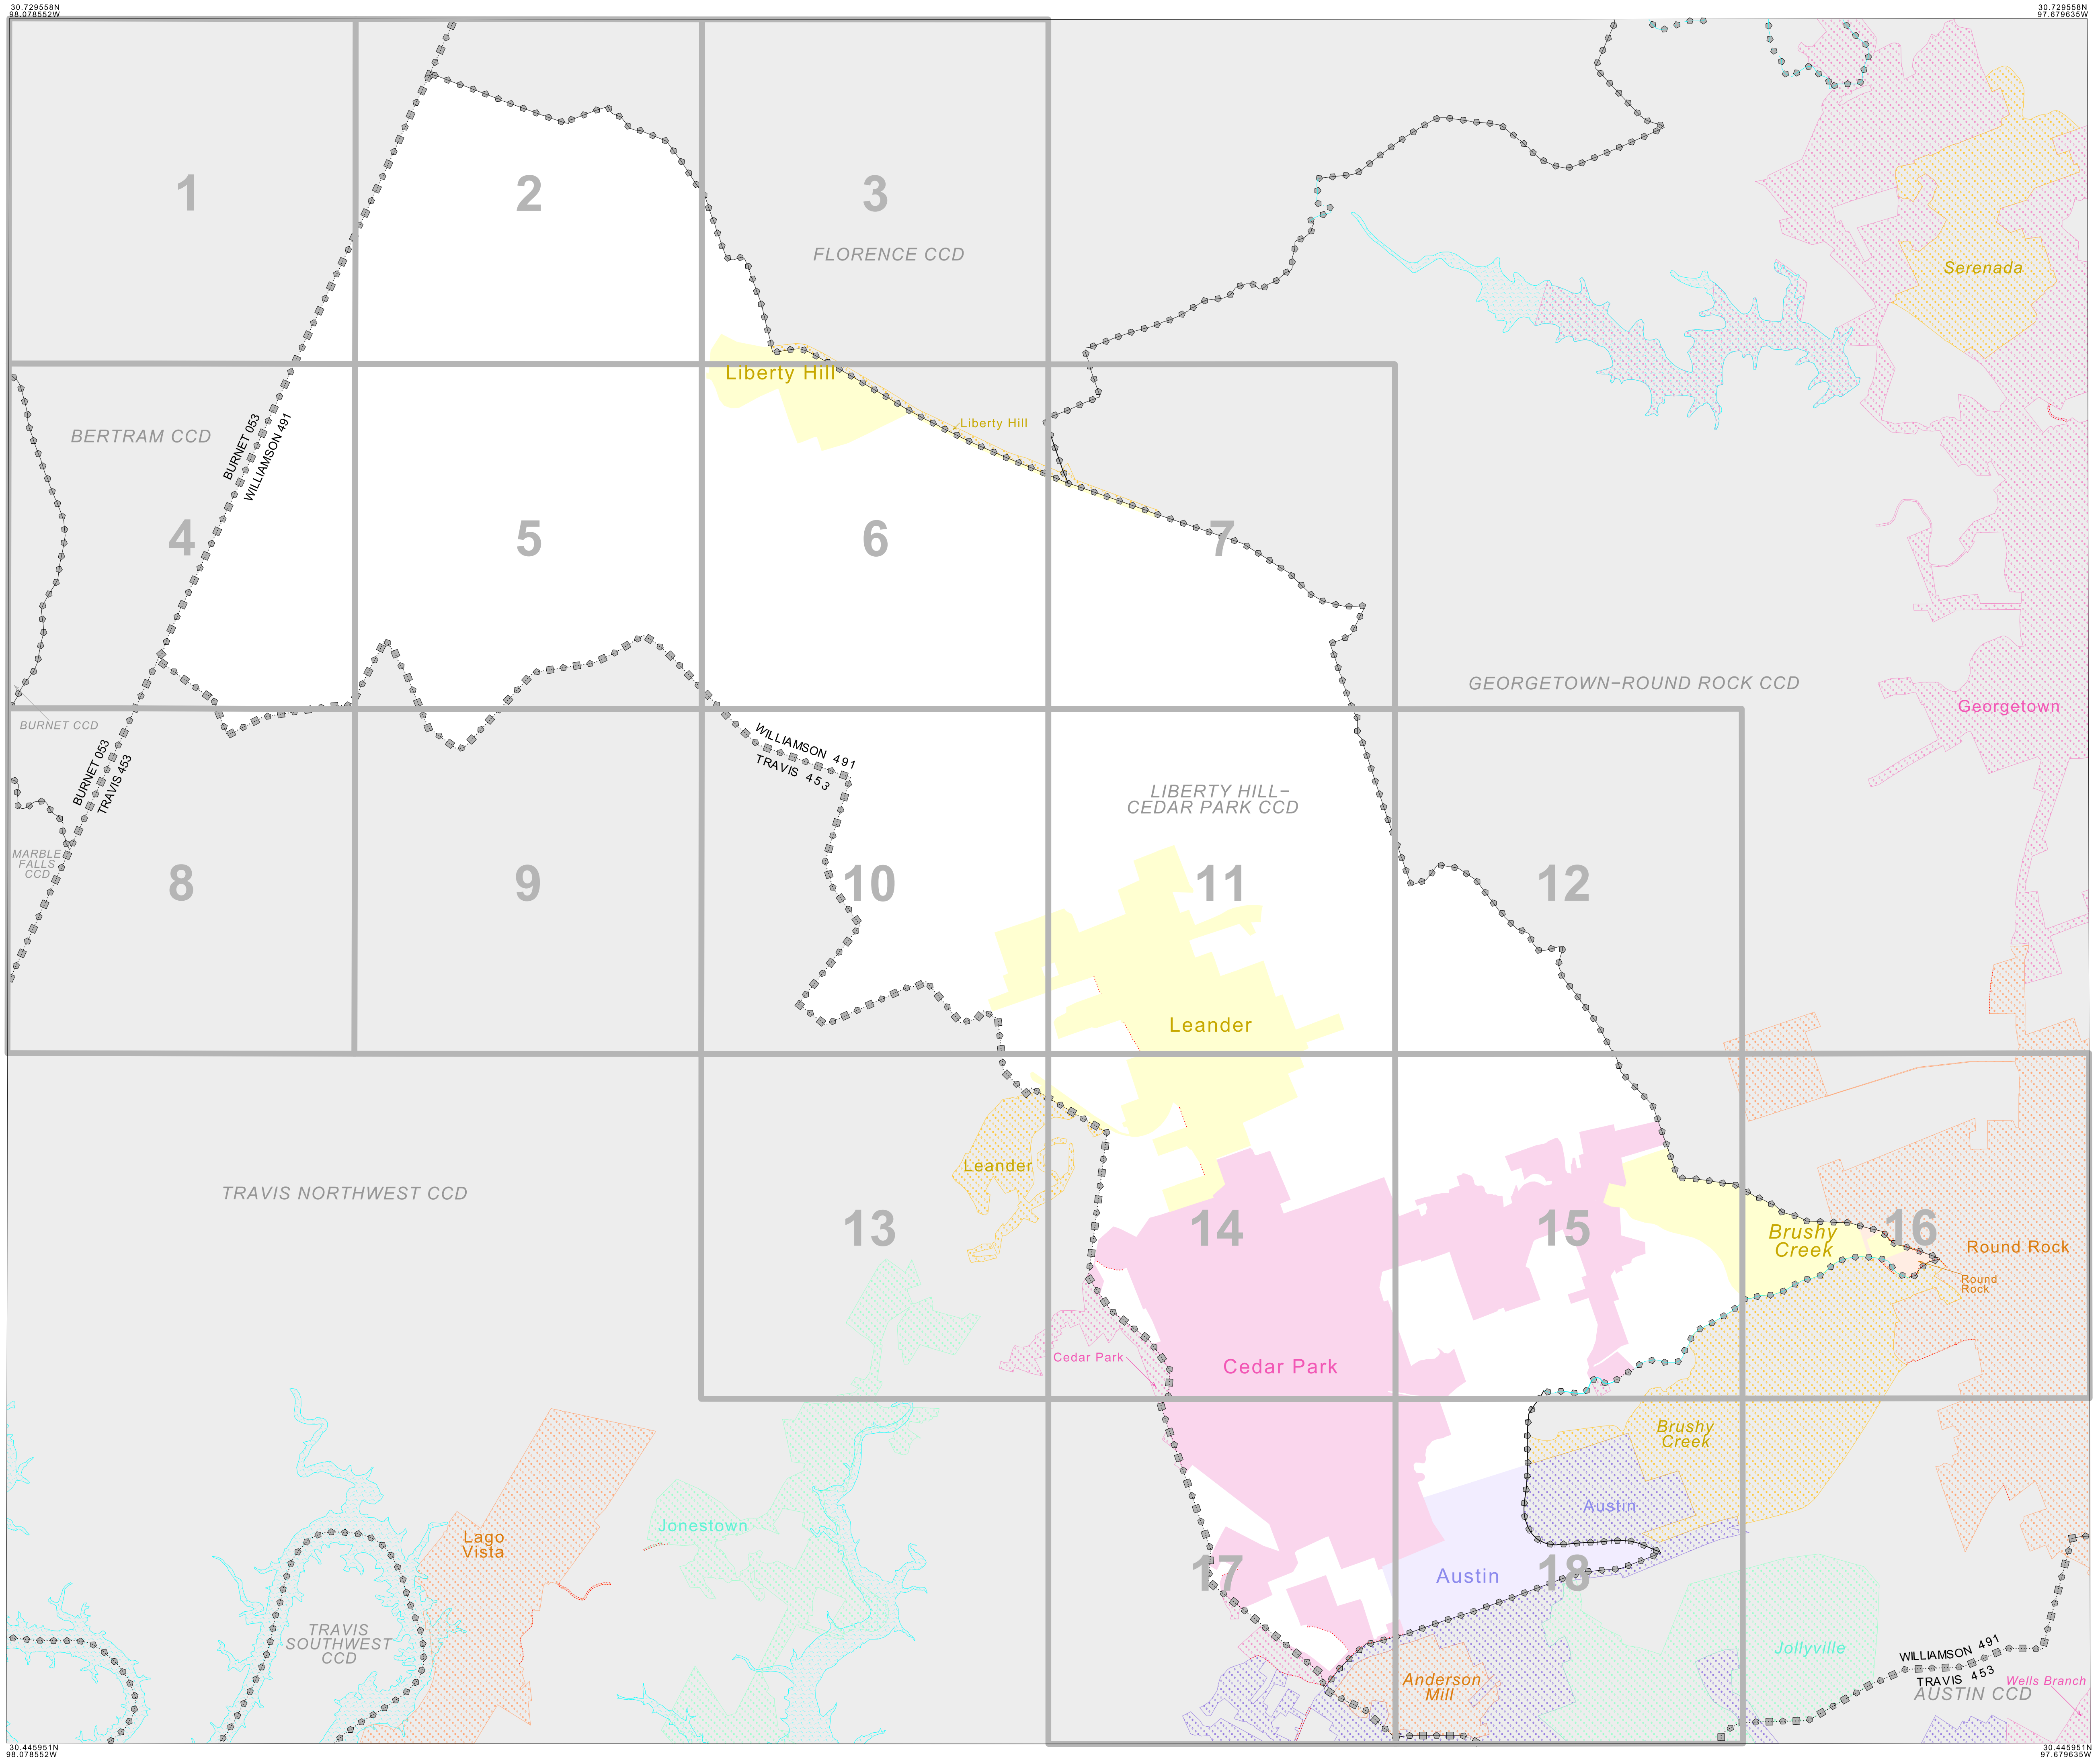 30.729558N
98.078552W
30.729558N
97.679635W
1
2
3
FLORENCE CCD
Serenada
Liberty Hill
Liberty Hill
BURNET 053
WILLIAMSON 491
BERTRAM CCD
4
5
6
7
GEORGETOWN–ROUND ROCK CCD
Georgetown
BURNET CCD
BURNET 053
TRAVIS 453
WILLIAMSON 491
TRAVIS 453
LIBERTY HILL–
CEDAR PARK CCD
MARBLE
FALLS
CCD
8
9
10
11
12
Leander
Leander
TRAVIS NORTHWEST CCD
13
14
15
16
Brushy
Creek
Round Rock
Round
Rock
Cedar Park
Cedar Park
Brushy
Creek
Austin
Jonestown
Lago
Vista
17
Austin
18
TRAVIS
SOUTHWEST
CCD
Jollyville
WILLIAMSON 491
TRAVIS 453
Anderson
Mill
Wells Branch
AUSTIN CCD
30.445951N
98.078552W
30.445951N
97.679635W